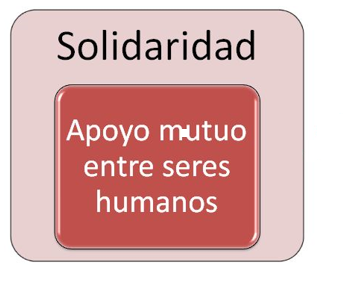 Solidaridad
Apoyo mutuo
entre seres
humanos